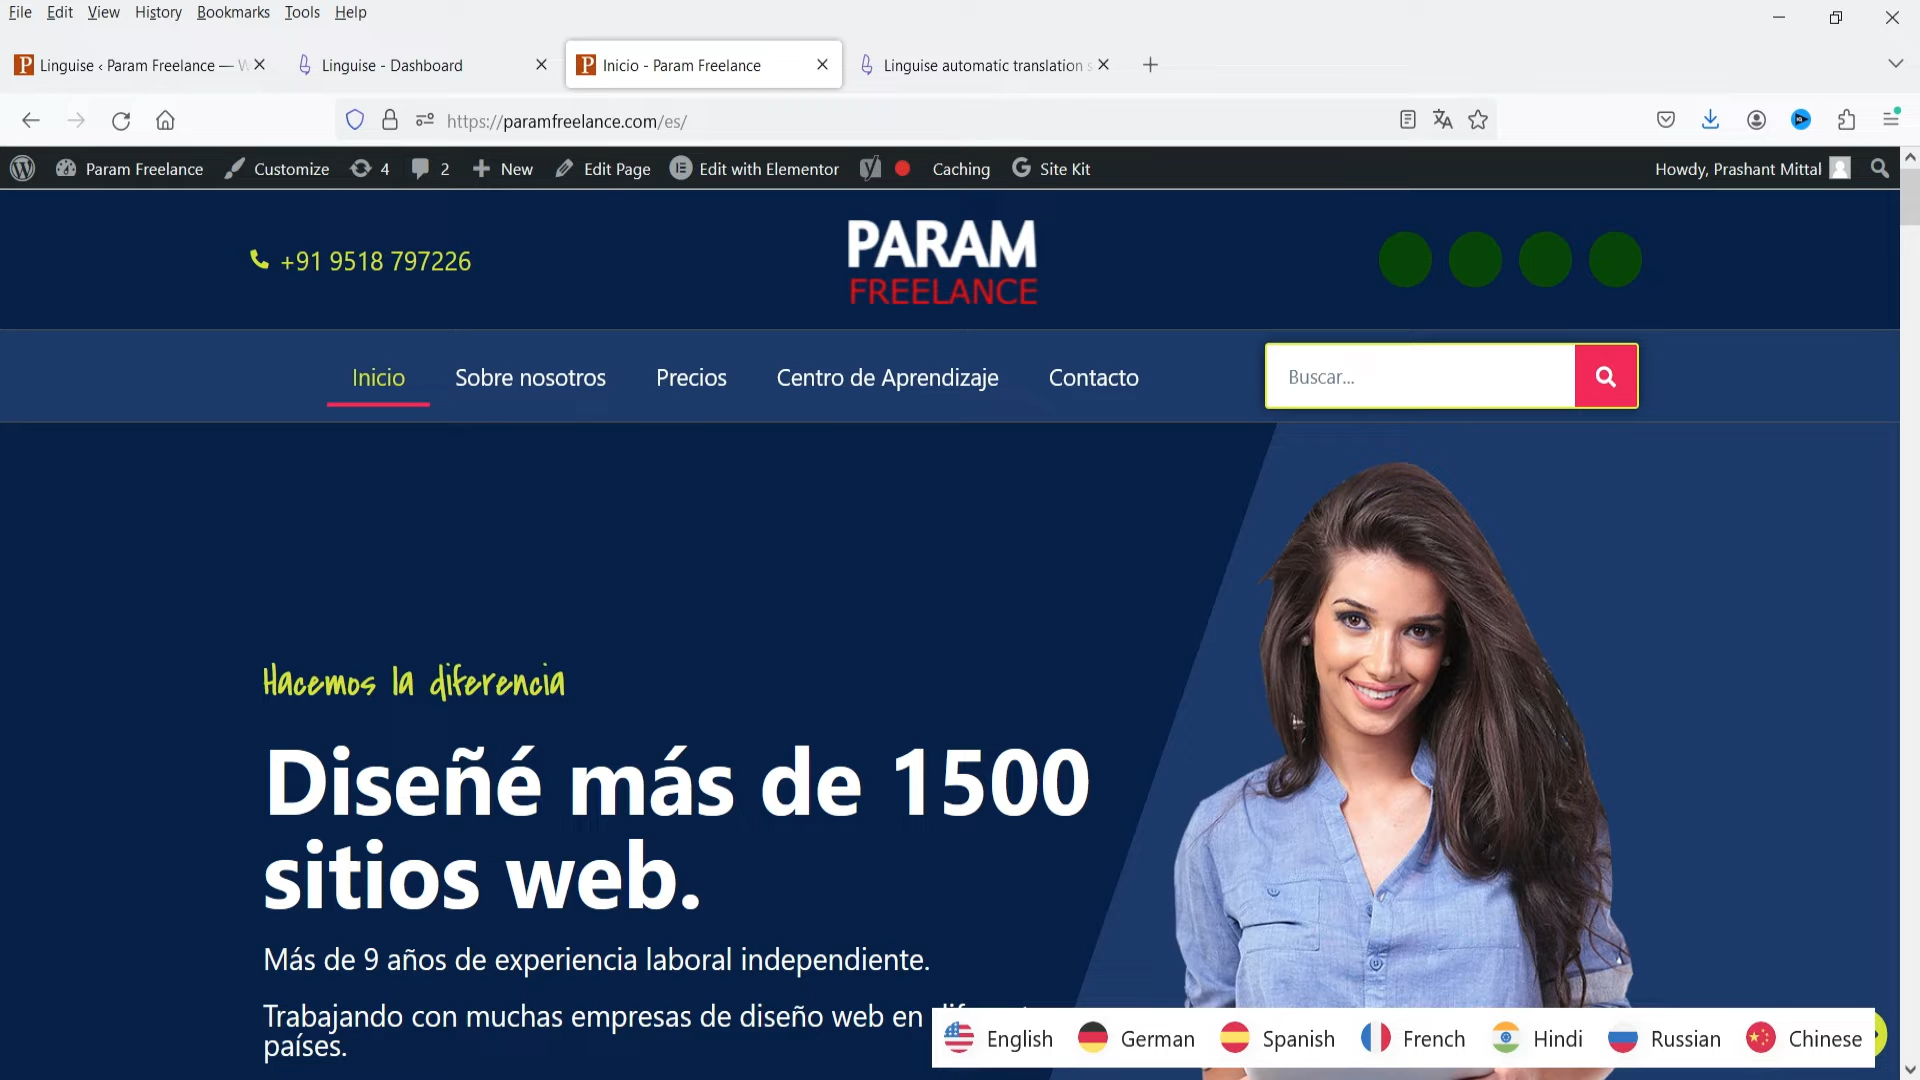 File Edit View History Bookmarks Tools Help
Linguise ‹ Param Freelance — W
Linguise - Dashboard
Inicio - Param Freelance
Linguise automatic translation s
https://paramfreelance.com/es/
Param Freelance Customize 4 2 New Edit Page Edit with Elementor Caching Site Kit Howdy, Prashant Mittal
+91 9518 797226
PARAM
FREELANCE
Inicio Sobre nosotros Precios Centro de Aprendizaje Contacto Buscar...
Hacemos la diferencia
Diseñé más de 1500
sitios web.
Más de 9 años de experiencia laboral independiente.
Trabajando con muchas empresas de diseño web en
países.
English German Spanish French Hindi Russian Chinese